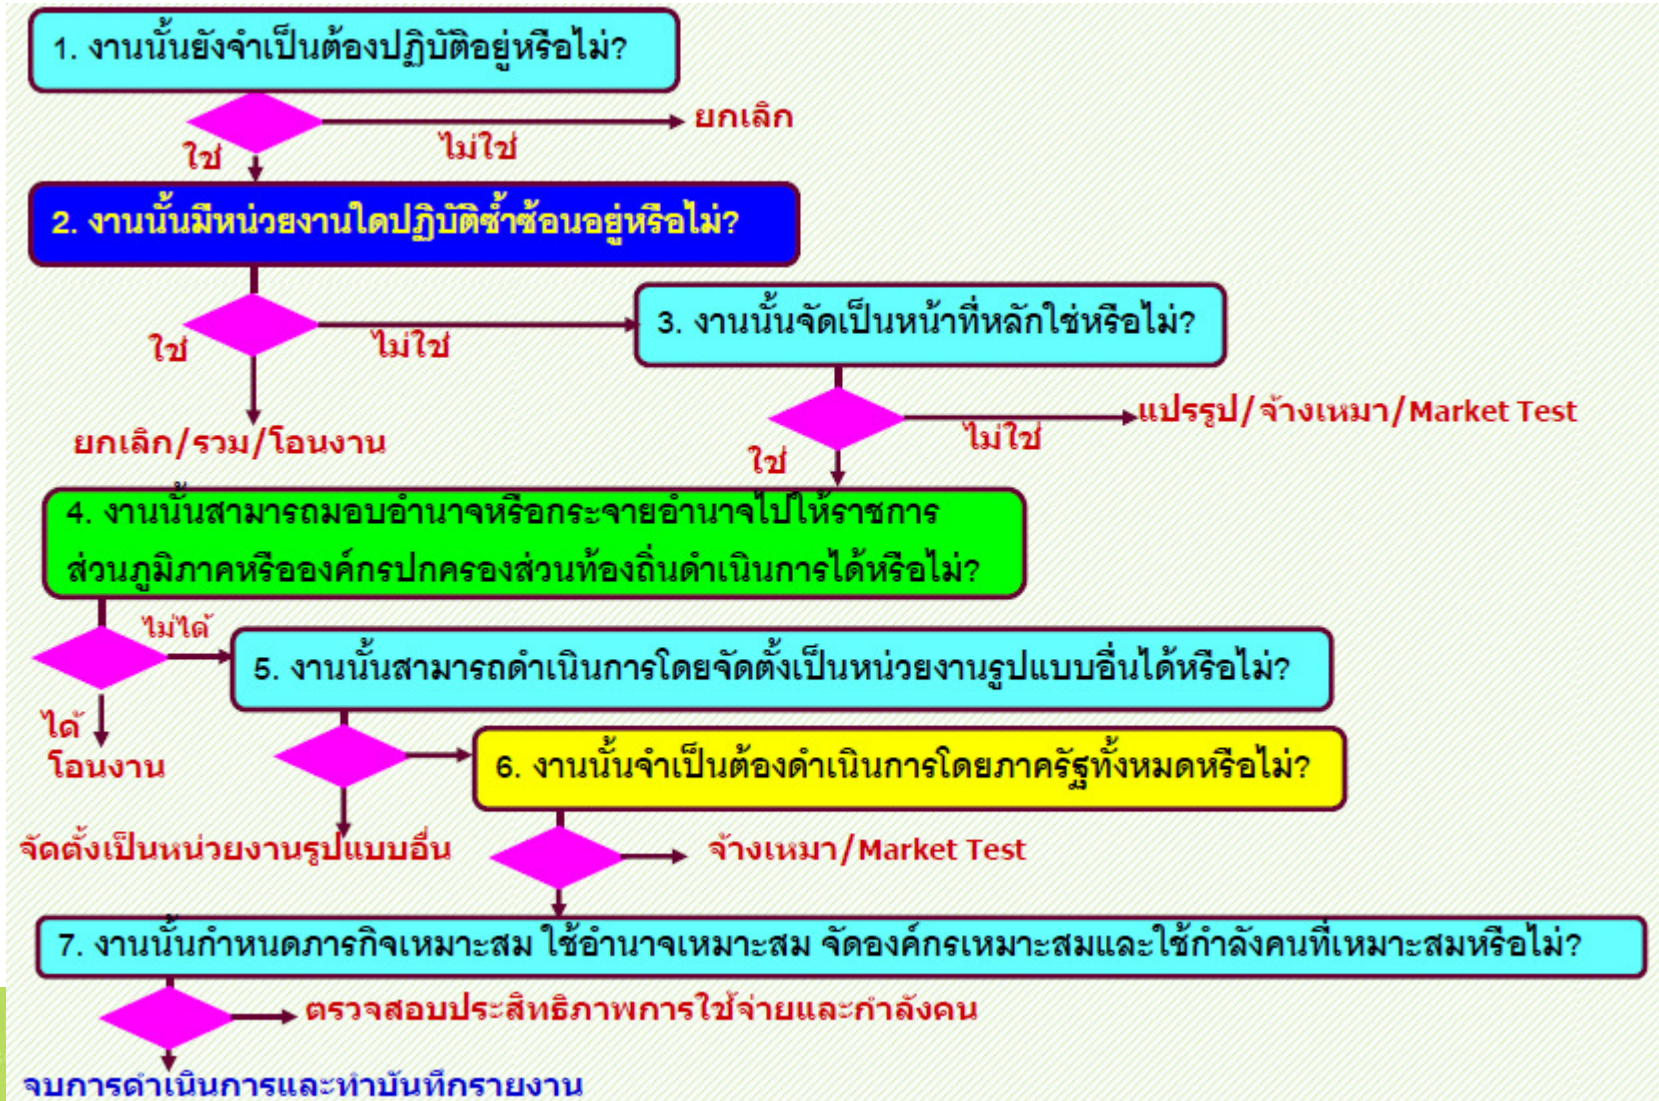 1. งานนั้นยังจำเป็นต้องปฏิบัติอยู่หรือไม่?
ยกเลิก
ใช่
ไม่ใช่
2. งานนั้นมีหน่วยงานใดปฏิบัติซ้ำซ้อนอยู่หรือไม่?
3. งานนั้นจัดเป็นหน้าที่หลักใช่หรือไม่?
ใช่
ไม่ใช่
แปรรูป/จ้างเหมา/Market Test
ยกเลิก/รวม/โอนงาน
ไม่ใช่
ใช่
4. งานนั้นสามารถมอบอำนาจหรือกระจายอำนาจไปให้ราชการ
ส่วนภูมิภาคหรือองค์กรปกครองส่วนท้องถิ่นดำเนินการได้หรือไม่?
ไม่ได้
5. งานนั้นสามารถดำเนินการโดยจัดตั้งเป็นหน่วยงานรูปแบบอื่นได้หรือไม่?
ได้
โอนงาน
6. งานนั้นจำเป็นต้องดำเนินการโดยภาครัฐทั้งหมดหรือไม่?
จัดตั้งเป็นหน่วยงานรูปแบบอื่น
จ้างเหมา/Market Test
7. งานนั้นกำหนดภารกิจเหมาะสม ใช้อำนาจเหมาะสม จัดองค์กรเหมาะสมและใช้กำลังคนที่เหมาะสมหรือไม่?
ตรวจสอบประสิทธิภาพการใช้จ่ายและกำลังคน
จบการดำเนินการและทำบันทึกรายงาน